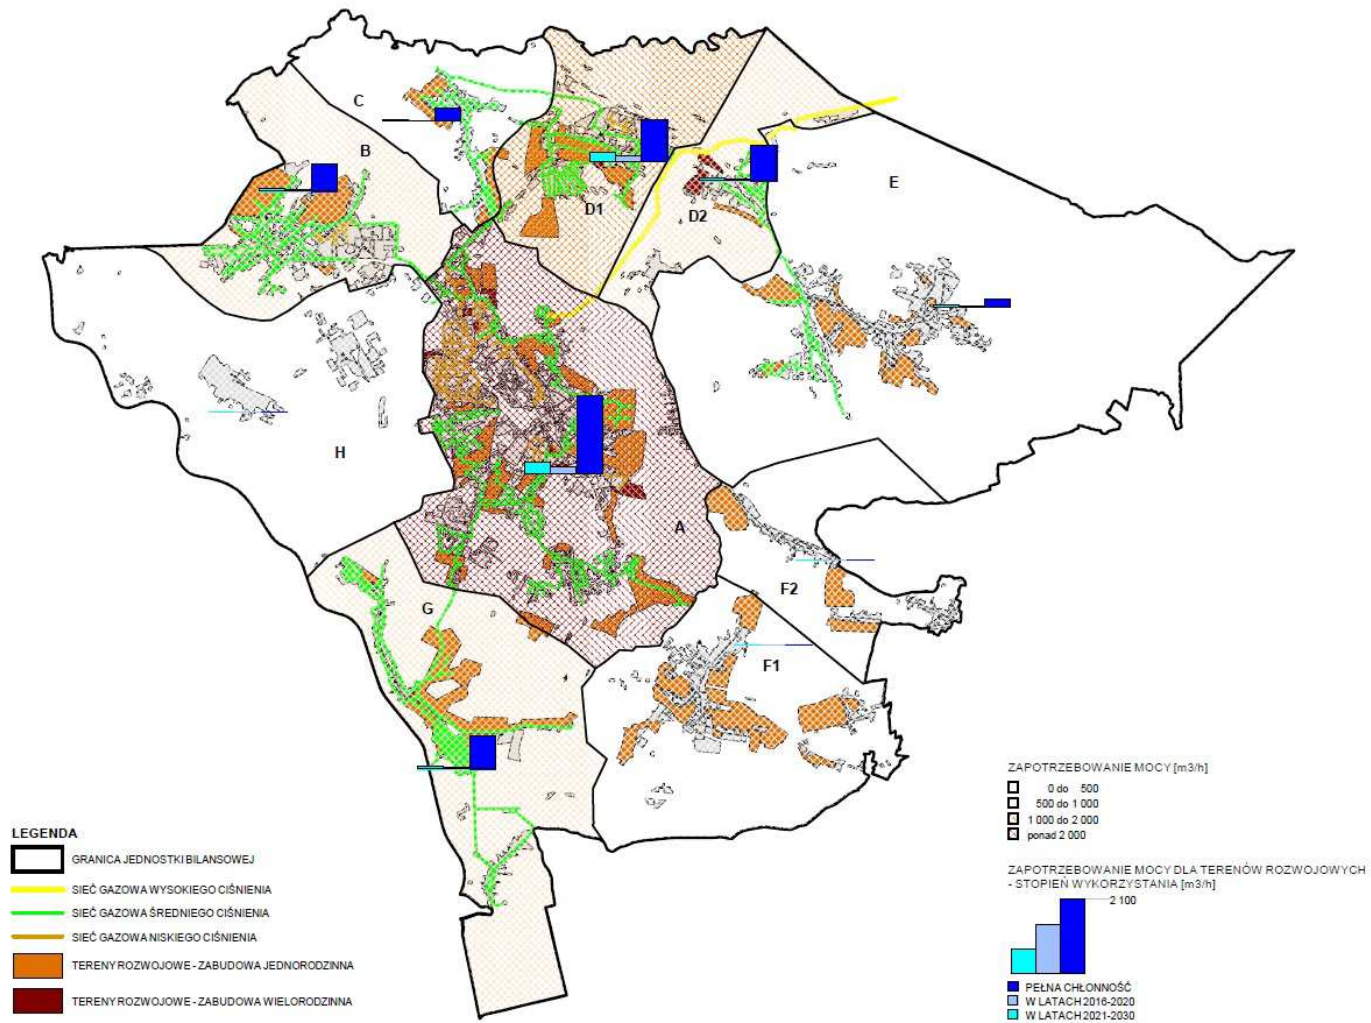 C
B
E
D1
D2
H
A
F2
G
F1
ZAPOTRZEBOWANIE MOCY [m3/h]
0 do 500
500 do 1 000
1 000 do 2 000
ponad 2 000
LEGENDA
GRANICA JEDNOSTKI BILANSOWEJ
SIEĆ GAZOWA WYSOKIEGO CIŚNIENIA
SIEĆ GAZOWA ŚREDNIEGO CIŚNIENIA
SIEĆ GAZOWA NISKIEGO CIŚNIENIA
TERENY ROZWOJOWE - ZABUDOWA JEDNORODZINNA
TERENY ROZWOJOWE - ZABUDOWA WIELORODZINNA
ZAPOTRZEBOWANIE MOCY DLA TERENÓW ROZWOJOWYCH
- STOPIEŃ WYKORZYSTANIA [m3/h]
2 100
PEŁNA CHŁONNOŚĆ
W LATACH 2016-2020
W LATACH 2021-2030